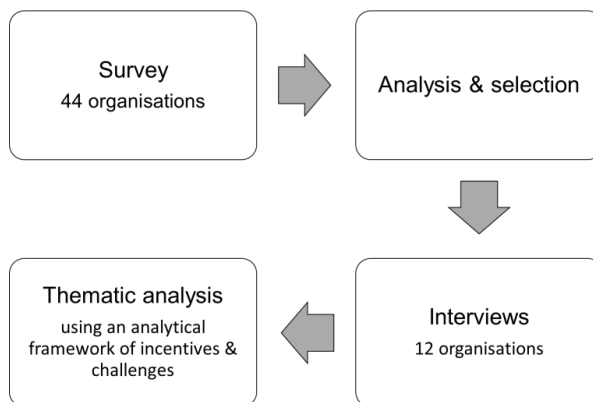 Survey
44 organisations
Analysis & selection
Interviews
12 organisations
Thematic analysis
using an analytical
framework of incentives &
challenges